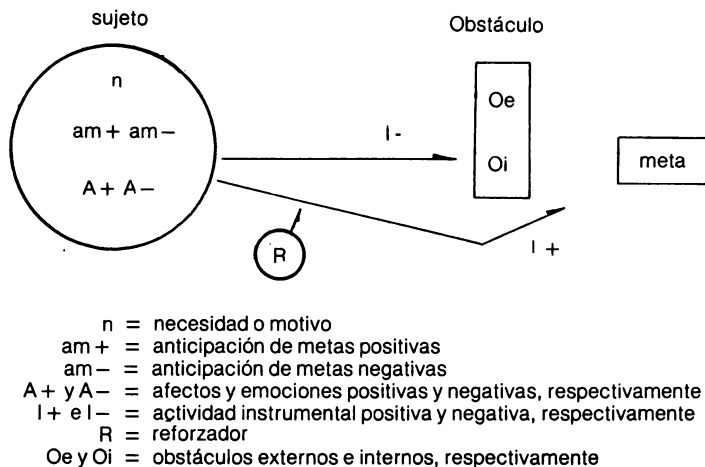 sujeto
Obstáculo
n
Oe
am+ am−
I-
Oi
meta
A+ A−
R
I+
n = necesidad o motivo
am+ = anticipación de metas positivas
am− = anticipación de metas negativas
A+ y A− = afectos y emociones positivas y negativas, respectivamente
I+ e I− = actividad instrumental positiva y negativa, respectivamente
R = reforzador
Oe y Oi = obstáculos externos e internos, respectivamente